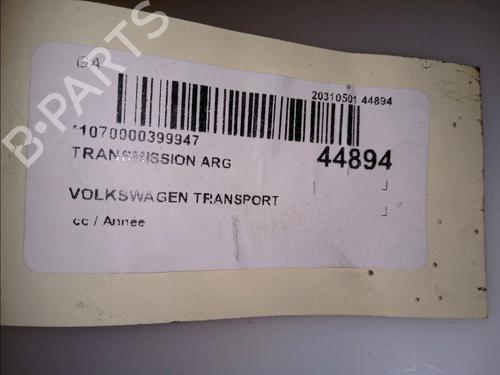 G4
20310501 44894
*1070000399947
TRANSMISSION ARG 44894
VOLKSWAGEN TRANSPORT
cc / Année
B-PARTS